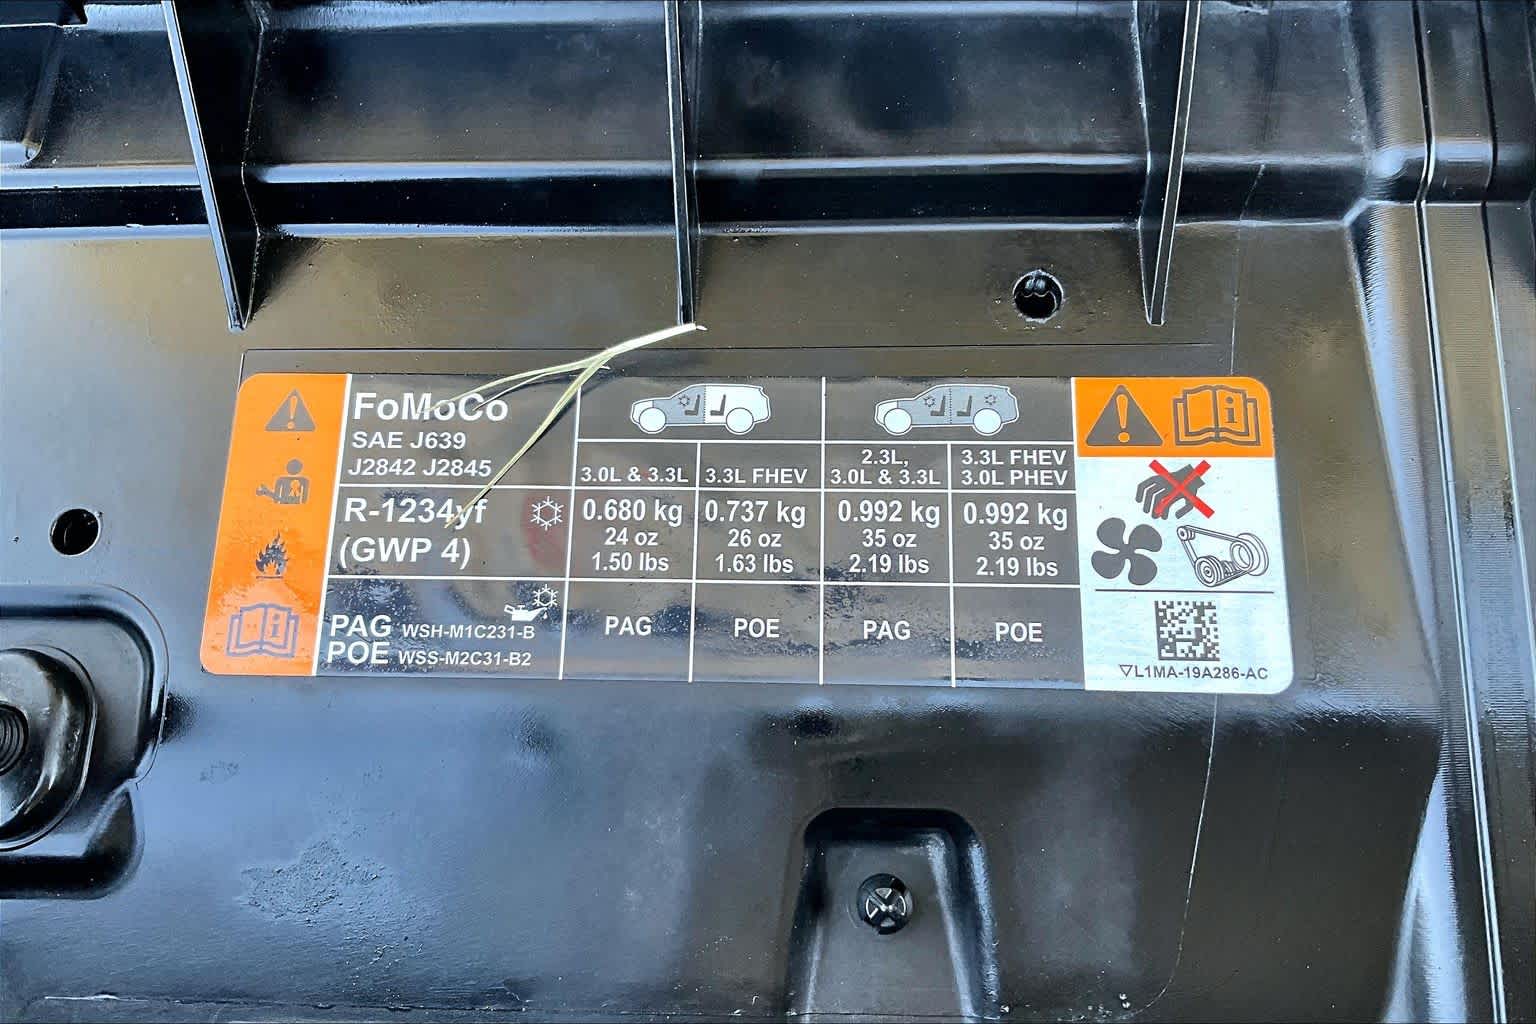 FoMoCo
SAE J639
J2842 J2845
3.0L & 3.3L
3.3L FHEV
2.3L,
3.0L & 3.3L
3.3L FHEV
3.0L PHEV
R-1234yf
(GWP 4)
0.680 kg
24 oz
1.50 lbs
0.737 kg
26 oz
1.63 lbs
0.992 kg
35 oz
2.19 lbs
0.992 kg
35 oz
2.19 lbs
PAG WSH-M1C231-B
POE WSS-M2C31-B2
PAG
POE
PAG
POE
▽L1MA-19A286-AC